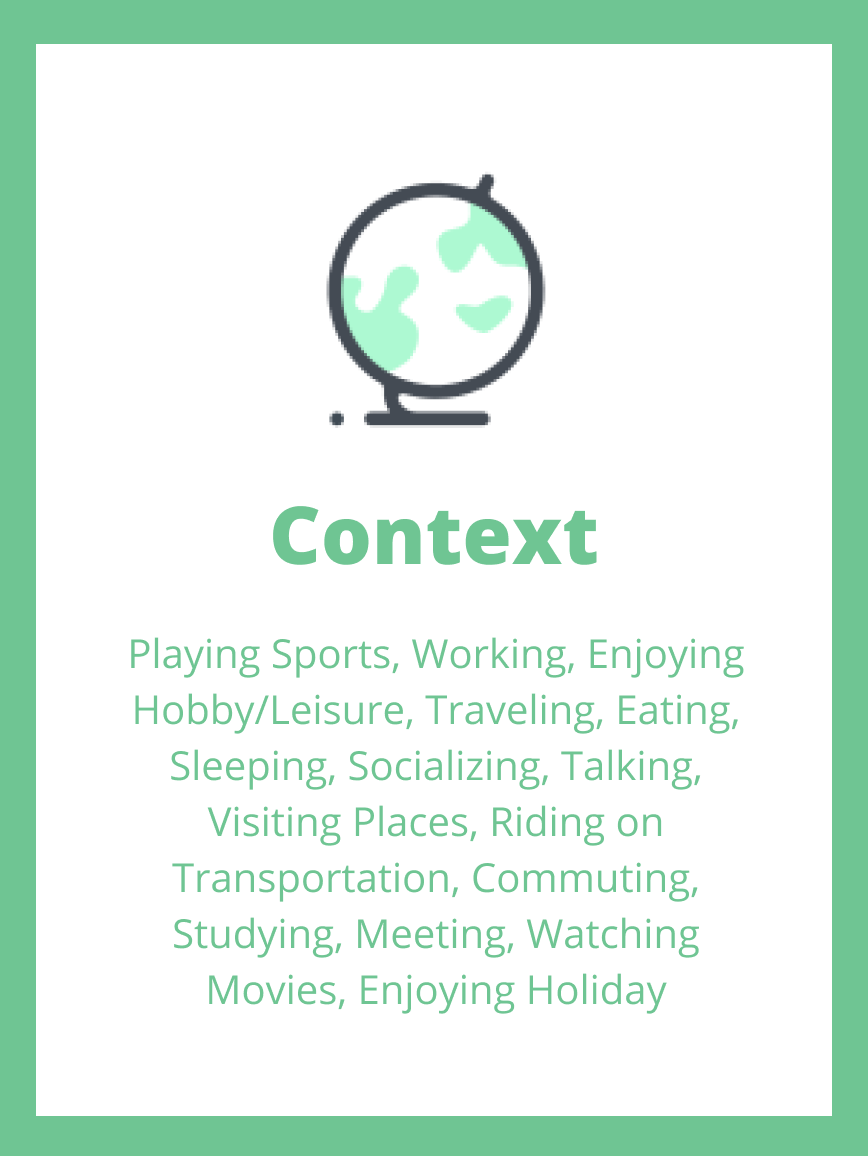 Context
Playing Sports, Working, Enjoying
Hobby/Leisure, Traveling, Eating,
Sleeping, Socializing, Talking,
Visiting Places, Riding on
Transportation, Commuting,
Studying, Meeting, Watching
Movies, Enjoying Holiday